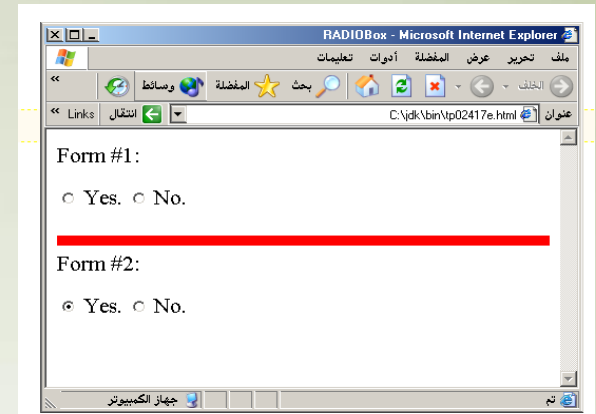 RADIOBox - Microsoft Internet Explorer
ملف تحرير عرض المفضلة أدوات تعليمات
الخلف بحث المفضلة وسائط »
عنوان C:\jdk\bin\tp02417e.html انتقال Links »
Form #1:
Yes. No.
Form #2:
Yes. No.
تم جهاز الكمبيوتر